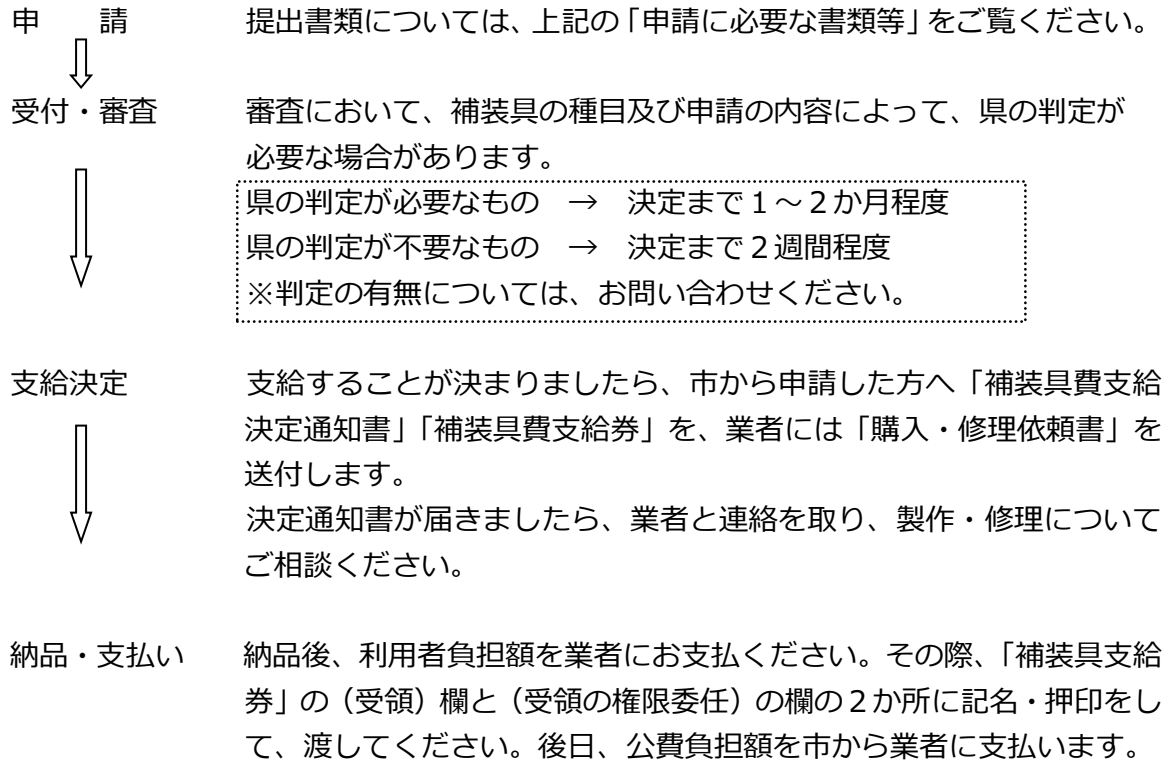 申　　請　　　提出書類については、上記の「申請に必要な書類等」をご覧ください。
受付・審査　　　審査において、補装具の種目及び申請の内容によって、県の判定が
必要な場合があります。
県の判定が必要なもの　→　決定まで１～２か月程度
県の判定が不要なもの　→　決定まで２週間程度
※判定の有無については、お問い合わせください。
支給決定　　　　支給することが決まりましたら、市から申請した方へ「補装具費支給
決定通知書」「補装具費支給券」を、業者には「購入・修理依頼書」を
送付します。
決定通知書が届きましたら、業者と連絡を取り、製作・修理について
ご相談ください。
納品・支払い　　納品後、利用者負担額を業者にお支払ください。その際、「補装具支給
券」の（受領）欄と（受領の権限委任）の欄の２か所に記名・押印をし
て、渡してください。後日、公費負担額を市から業者に支払います。